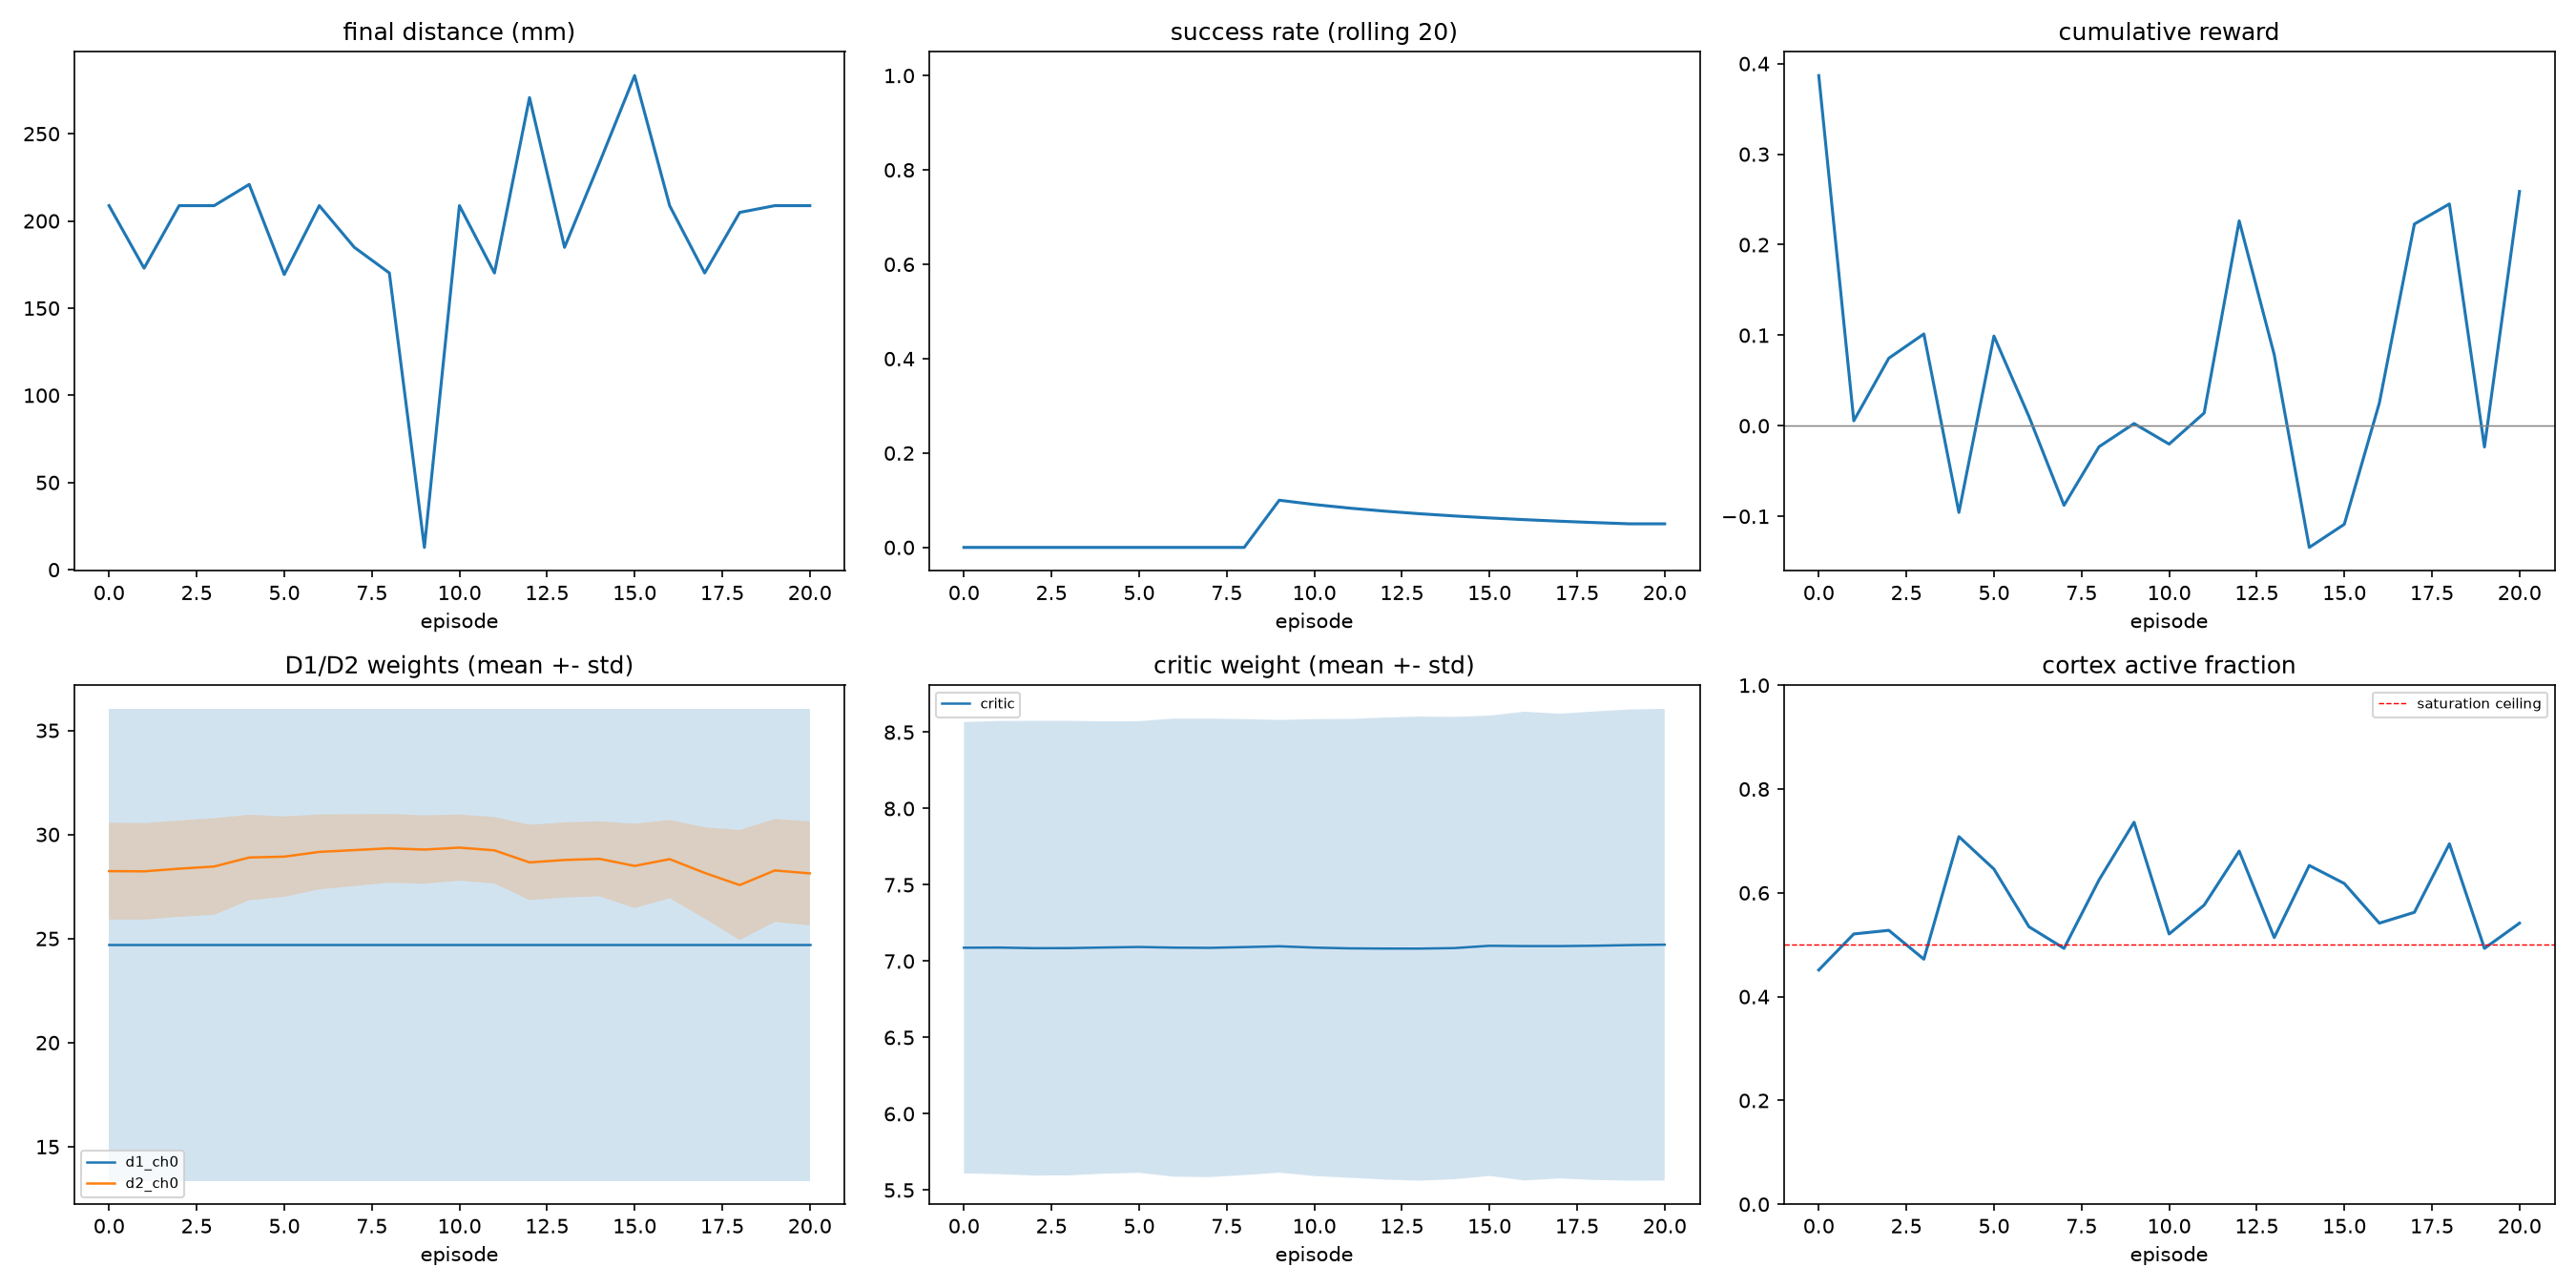 final distance (mm)
250
200
150
100
50
0
0.0 2.5 5.0 7.5 10.0 12.5 15.0 17.5 20.0
episode
success rate (rolling 20)
1.0
0.8
0.6
0.4
0.2
0.0
0.0 2.5 5.0 7.5 10.0 12.5 15.0 17.5 20.0
episode
cumulative reward
0.4
0.3
0.2
0.1
0.0
−0.1
0.0 2.5 5.0 7.5 10.0 12.5 15.0 17.5 20.0
episode
D1/D2 weights (mean +- std)
35
30
25
20
15
d1_ch0
d2_ch0
0.0 2.5 5.0 7.5 10.0 12.5 15.0 17.5 20.0
episode
critic weight (mean +- std)
critic
8.5
8.0
7.5
7.0
6.5
6.0
5.5
0.0 2.5 5.0 7.5 10.0 12.5 15.0 17.5 20.0
episode
cortex active fraction
saturation ceiling
1.0
0.8
0.6
0.4
0.2
0.0
0.0 2.5 5.0 7.5 10.0 12.5 15.0 17.5 20.0
episode